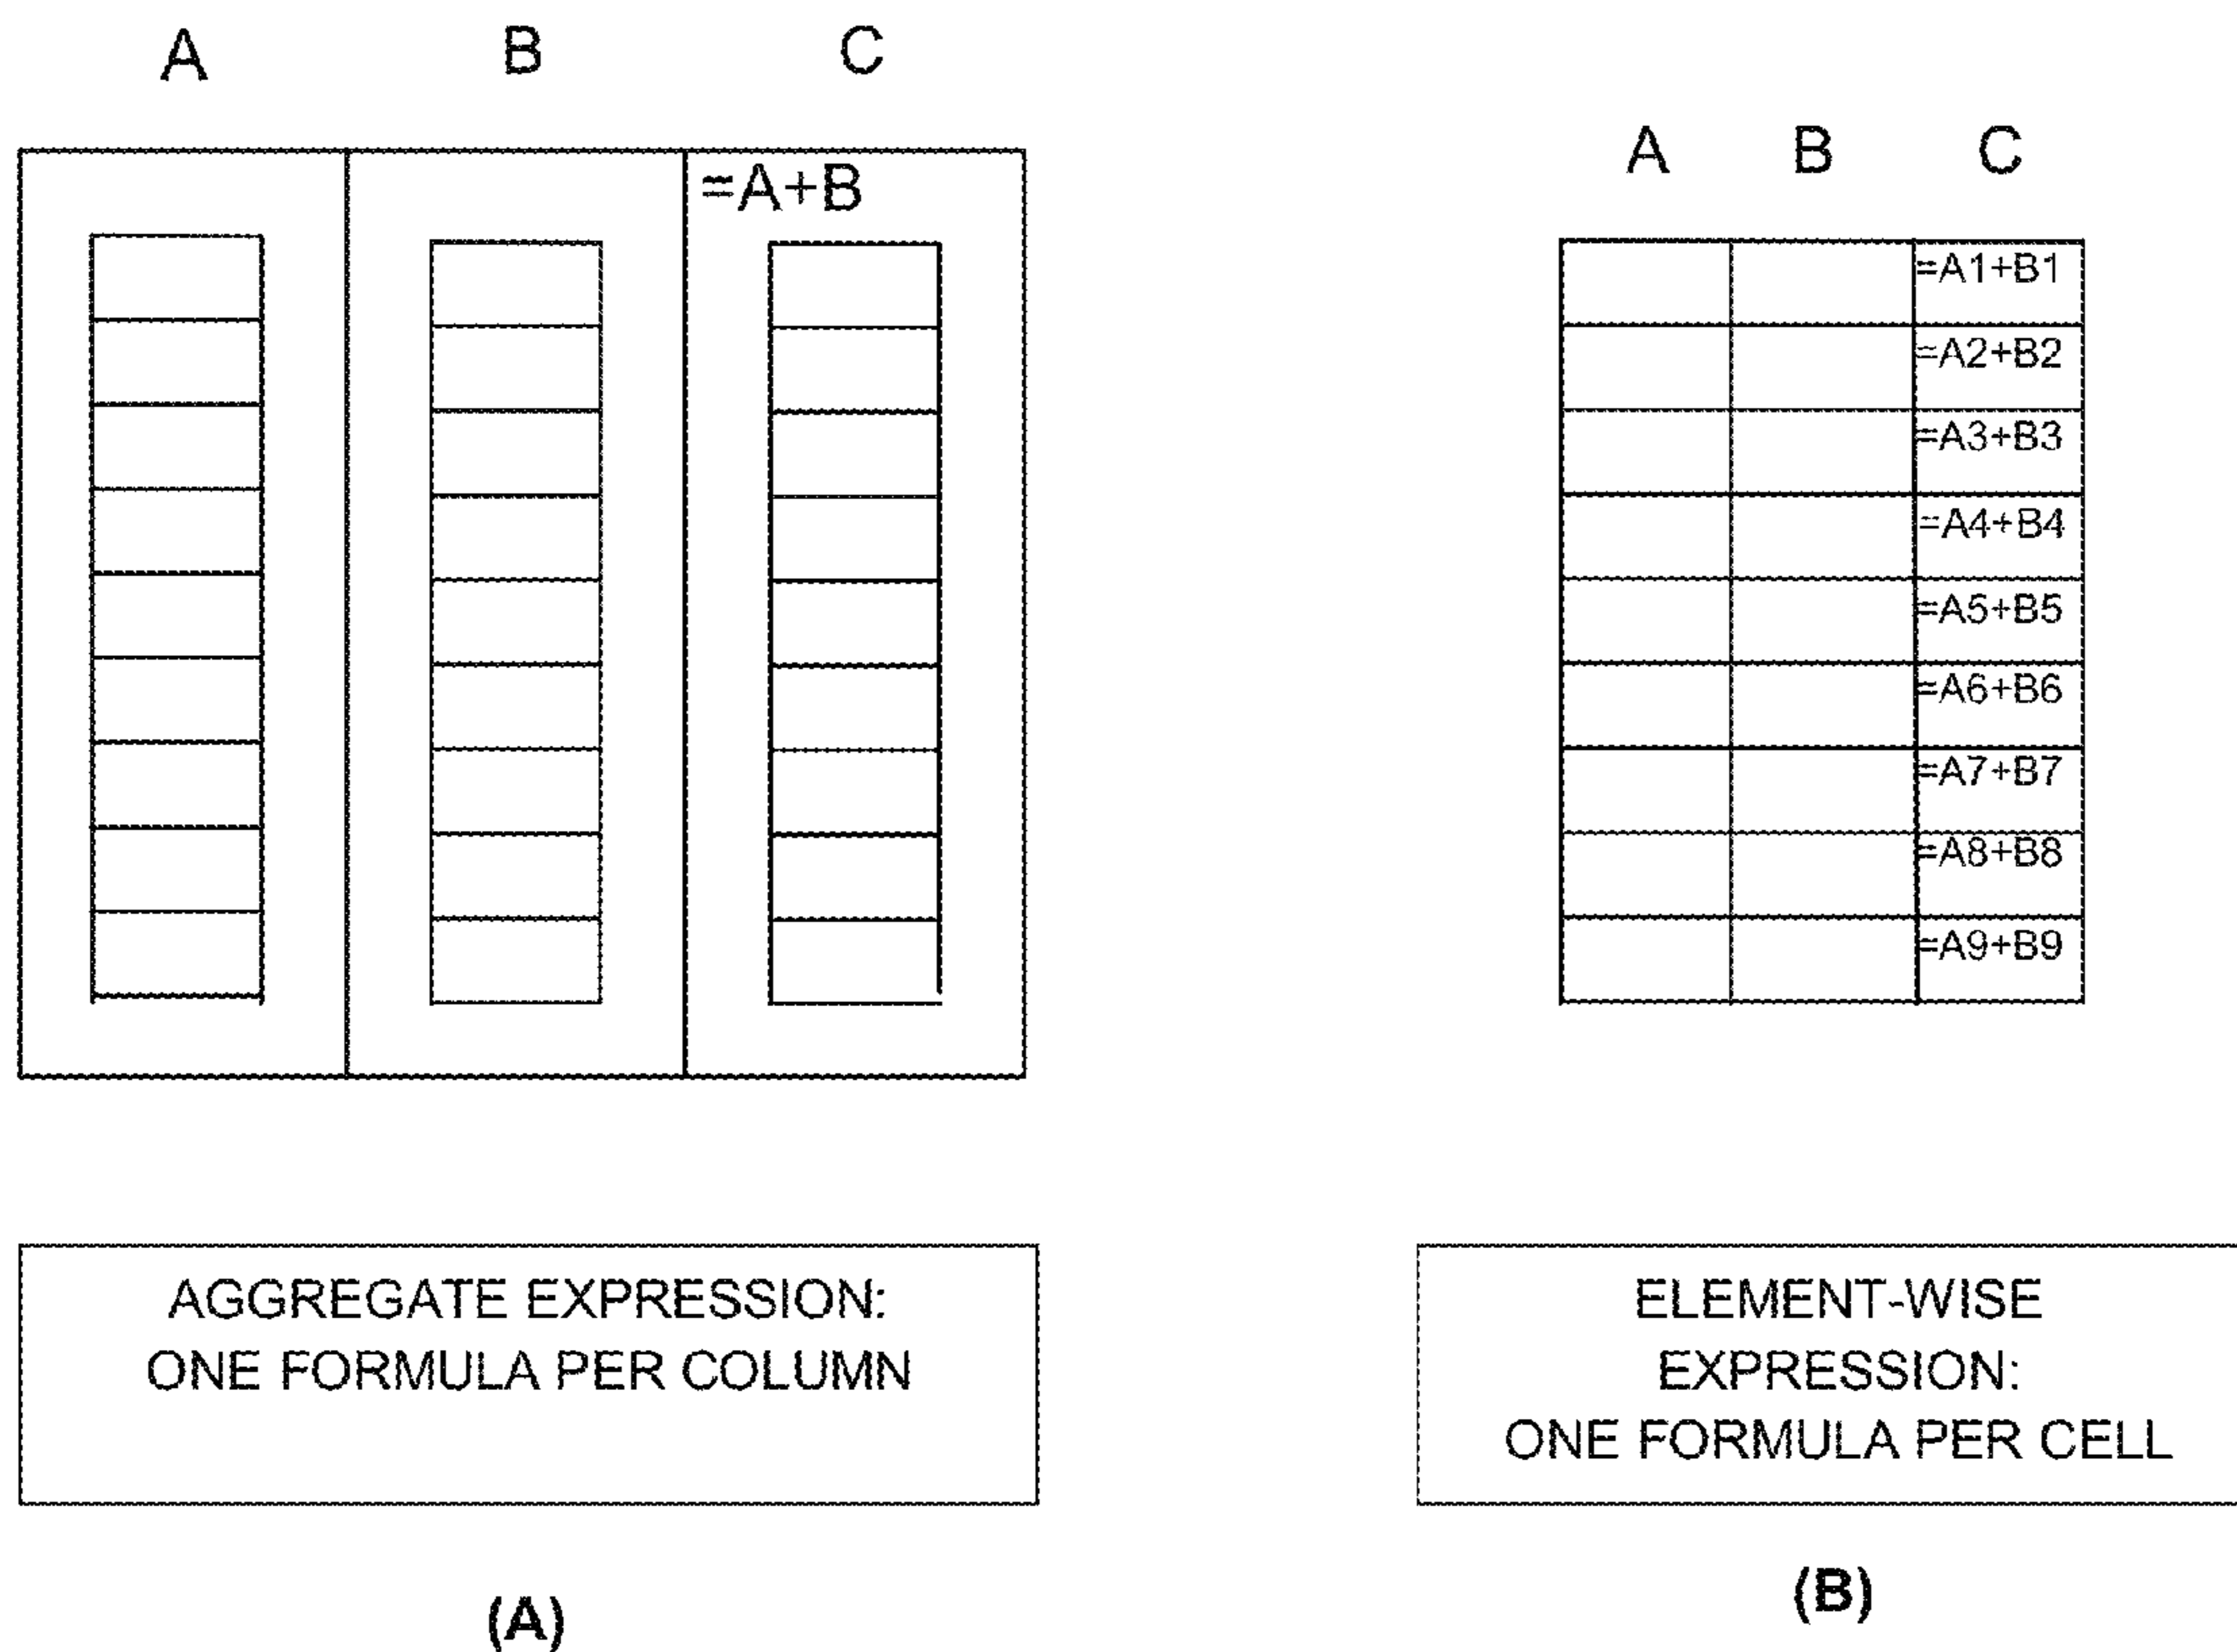 A B C
=A+B
AGGREGATE EXPRESSION:
ONE FORMULA PER COLUMN
(A)
A B C
=A1+B1
=A2+B2
=A3+B3
=A4+B4
=A5+B5
=A6+B6
=A7+B7
=A8+B8
=A9+B9
ELEMENT-WISE
EXPRESSION:
ONE FORMULA PER CELL
(B)